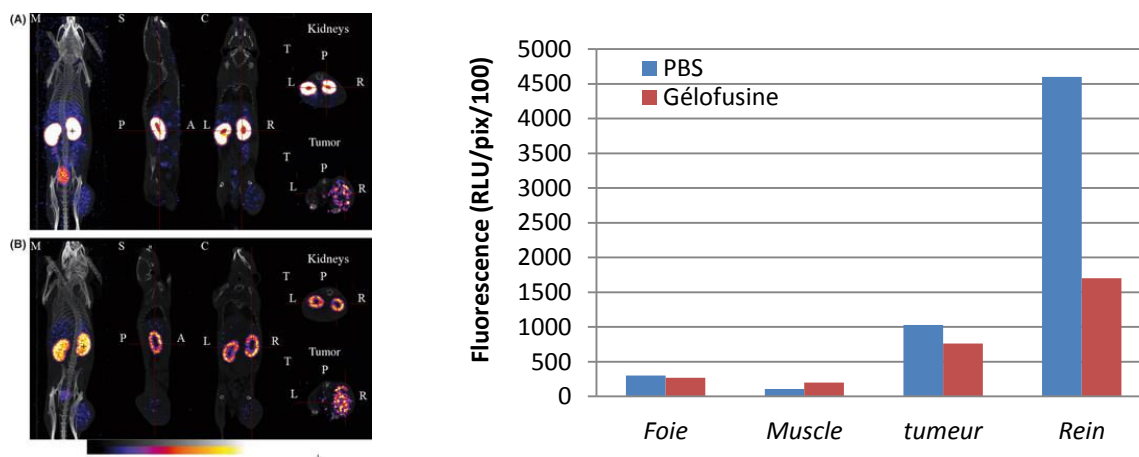 (A) M S C Kidneys
T P
L R
P A L R
Tumor
T P
L R
(B) M S C Kidneys
T P
L R
P A L R
Tumor
T P
L R
Fluorescence (RLU/pix/100)
5000
4500
4000
3500
3000
2500
2000
1500
1000
500
0
PBS
Gélofusine
Foie Muscle tumeur Rein